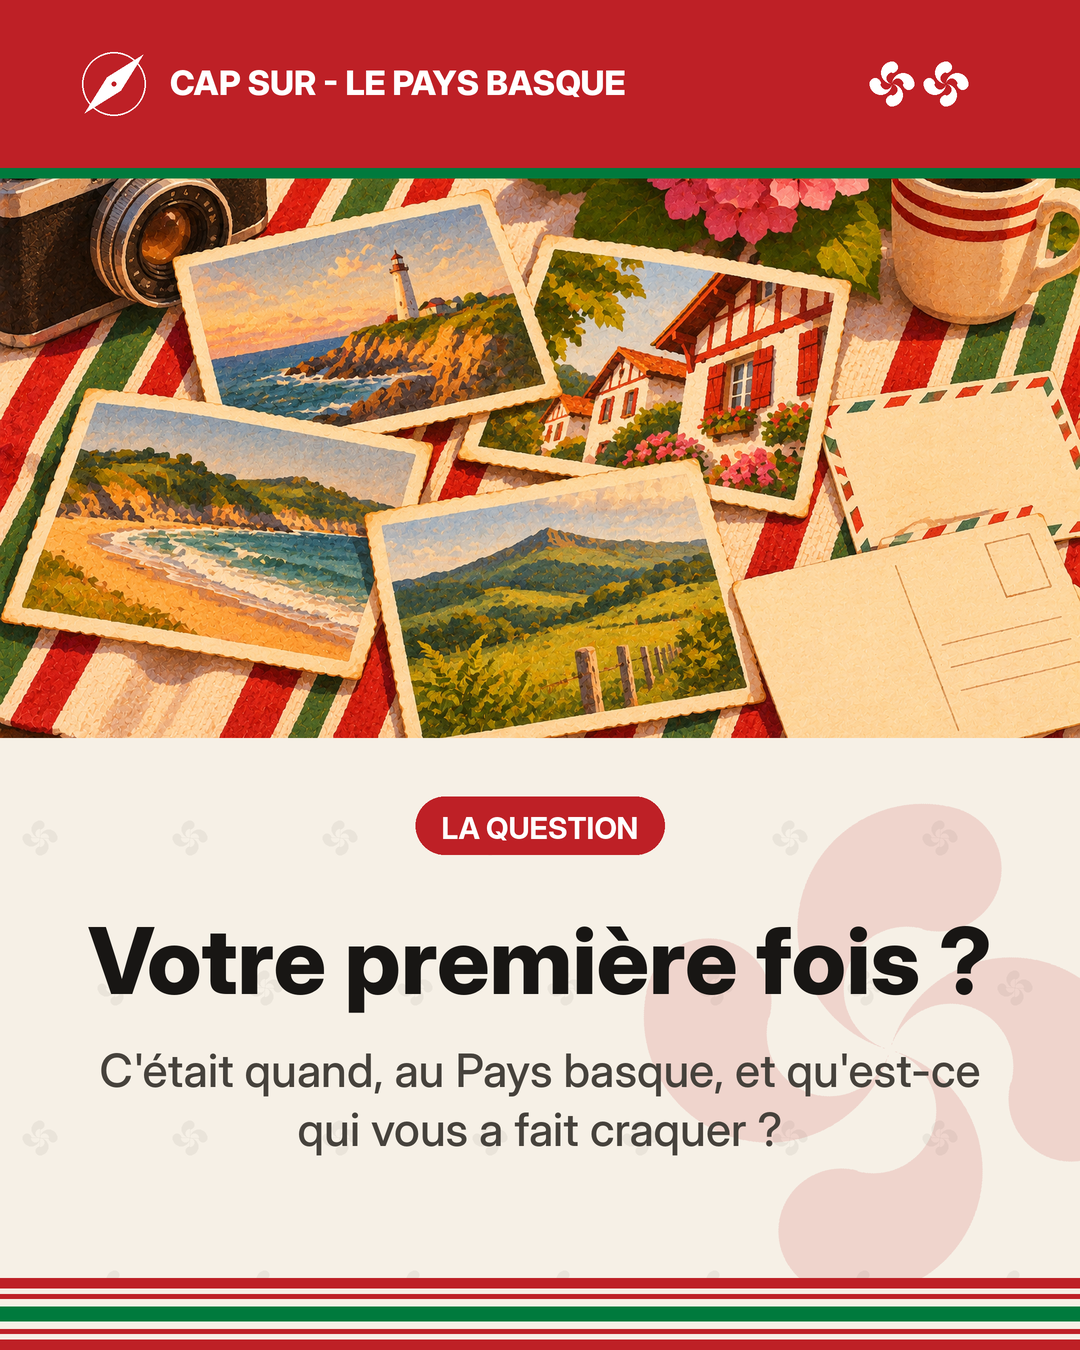 CAP SUR - LE PAYS BASQUE
LA QUESTION
Votre première fois ?
C'était quand, au Pays basque, et qu'est-ce
qui vous a fait craquer ?